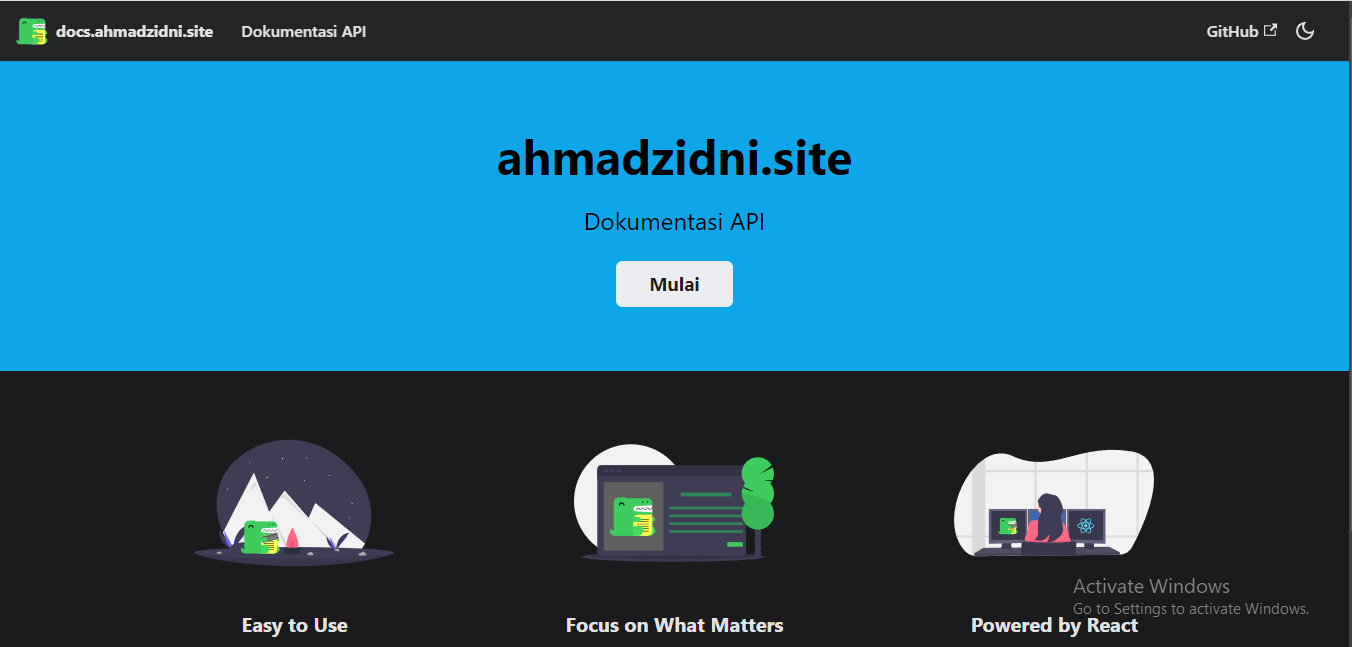 docs.ahmadzidni.site Dokumentasi API GitHub
ahmadzidni.site
Dokumentasi API
Mulai
Activate Windows
Go to Settings to activate Windows.
Easy to Use Focus on What Matters Powered by React